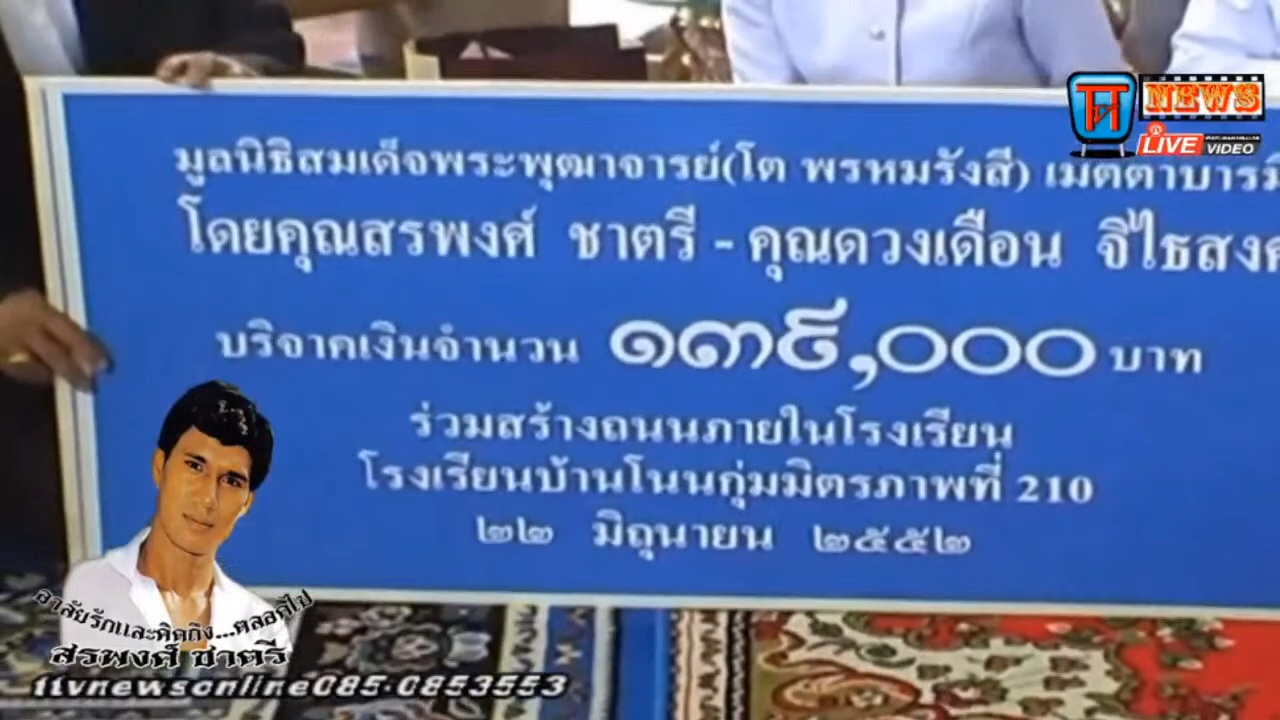 TT
TV
NEWS
LIVE
VIDEO
มูลนิธิสมเด็จพระพุฒาจารย์(โต พรหมรังสี) เมตตาบารมี
โดยคุณสรพงศ์ ชาตรี - คุณดวงเดือน จิไธสง
บริจาคเงินจำนวน ๑๓๙,๐๐๐ บาท
ร่วมสร้างถนนภายในโรงเรียน
โรงเรียนบ้านโนนกุ่มมิตรภาพที่ 210
๒๒ มิถุนายน ๒๕๕๒
อาลัยรักและคิดถึง...ตลอดไป
สรพงศ์ ชาตรี
ttvnewsonline085-0853553